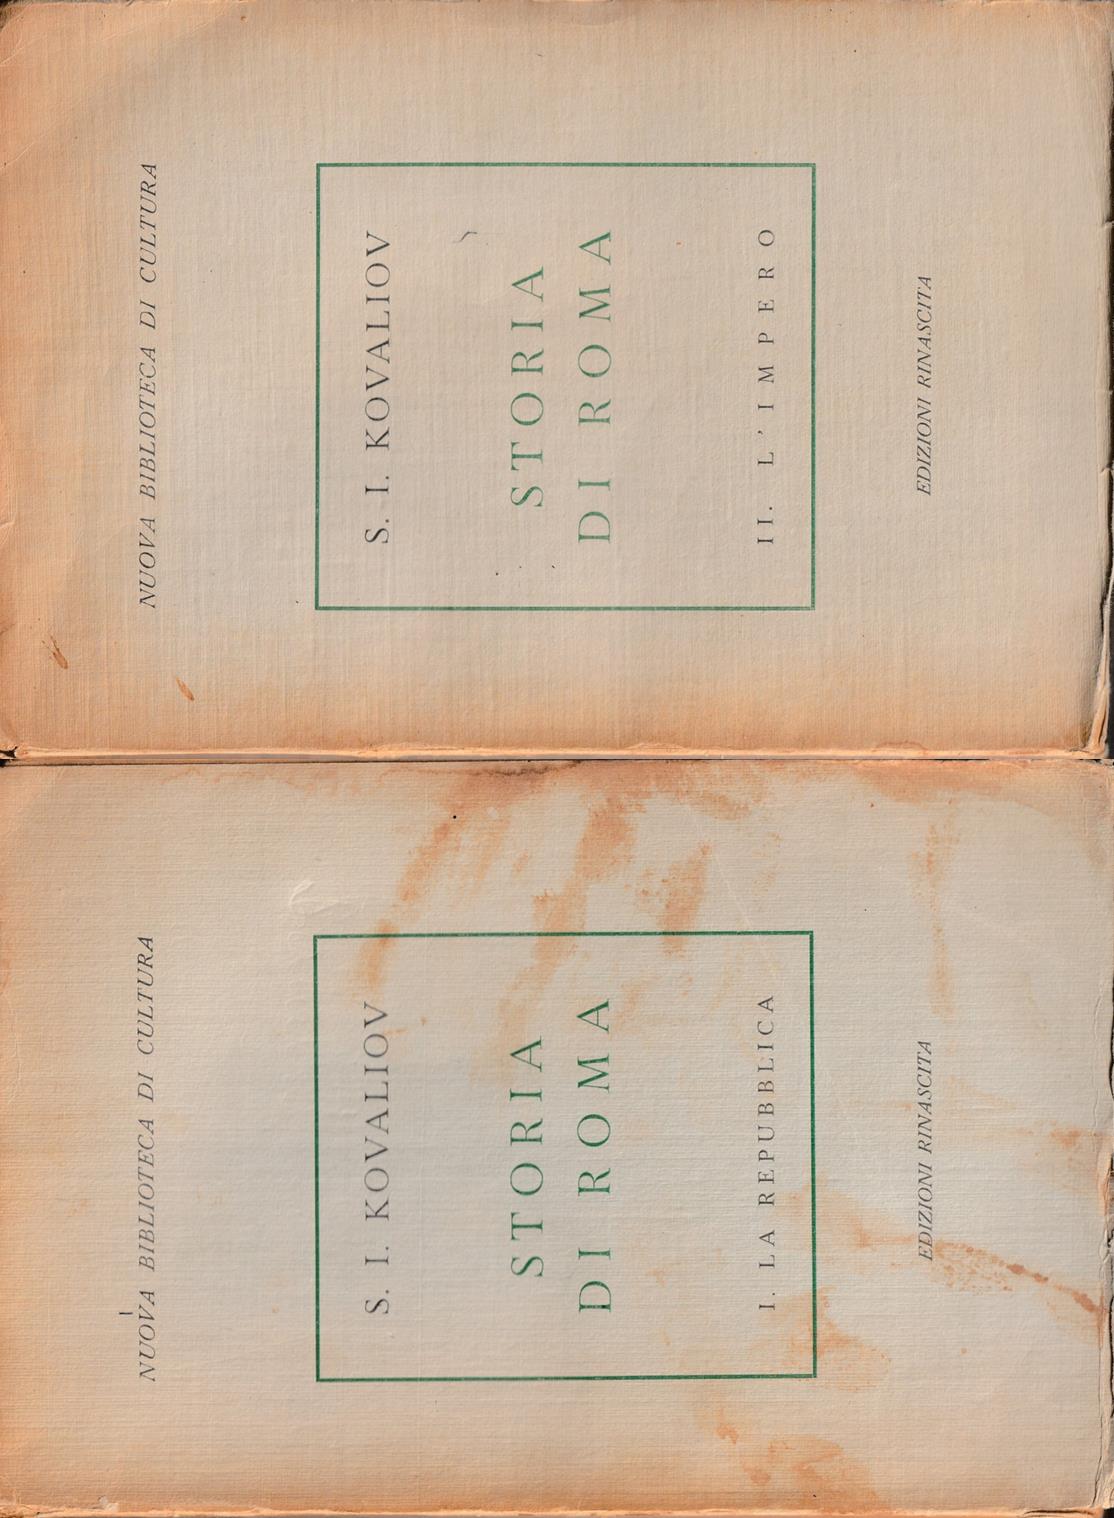 NUOVA BIBLIOTECA DI CULTURA
S. I. KOVALIOV
STORIA
DI ROMA
I. LA REPUBBLICA
EDIZIONI RINASCITA
NUOVA BIBLIOTECA DI CULTURA
S. I. KOVALIOV
STORIA
DI ROMA
II. L'IMPERO
EDIZIONI RINASCITA